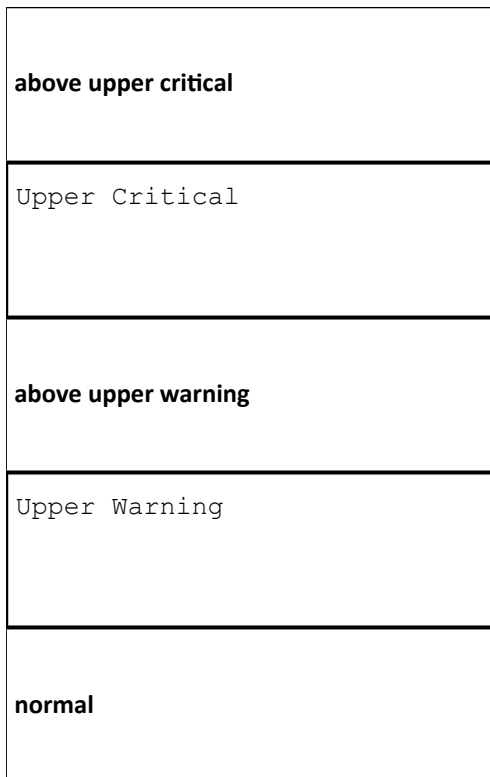 above upper critical
Upper Critical
above upper warning
Upper Warning
normal